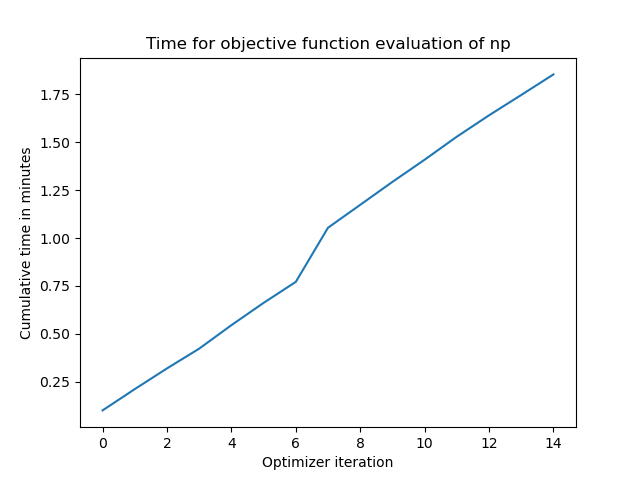 Time for objective function evaluation of np
Cumulative time in minutes
1.75
1.50
1.25
1.00
0.75
0.50
0.25
0 2 4 6 8 10 12 14
Optimizer iteration